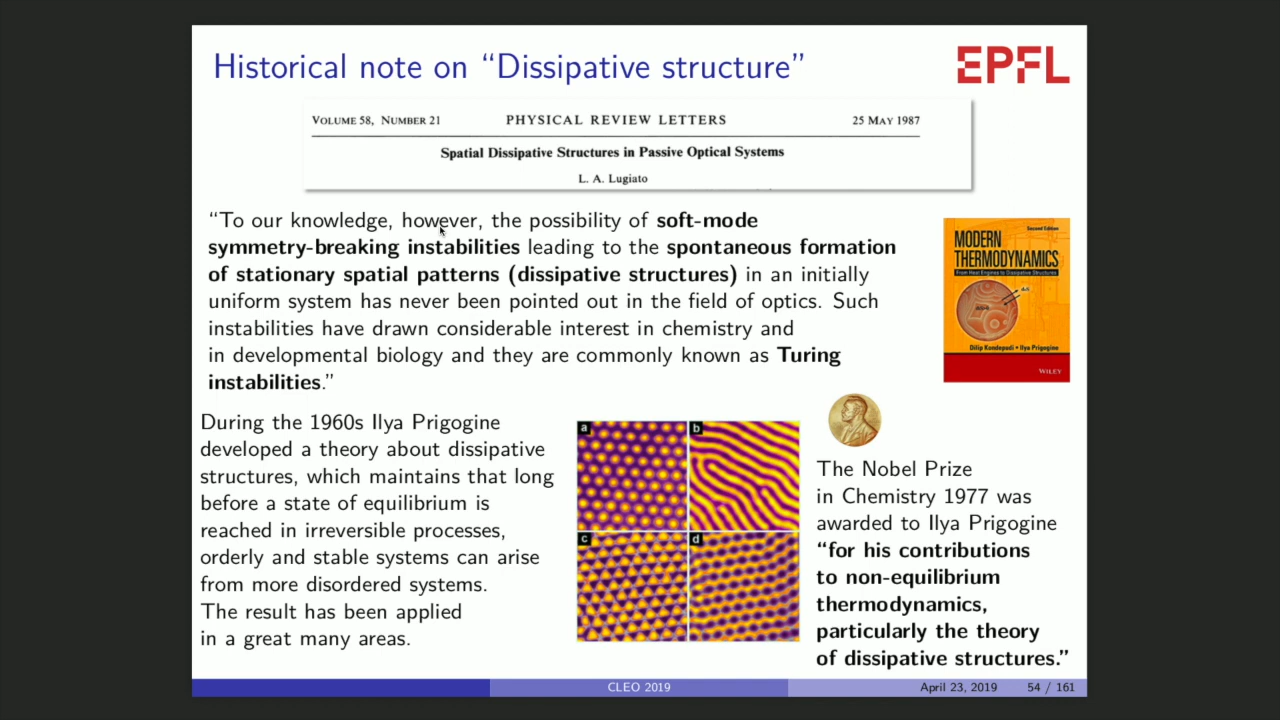 Historical note on “Dissipative structure”
EPFL
VOLUME 58, NUMBER 21
PHYSICAL REVIEW LETTERS
25 MAY 1987
Spatial Dissipative Structures in Passive Optical Systems
L. A. Lugiato
“To our knowledge, however, the possibility of soft-mode
symmetry-breaking instabilities leading to the spontaneous formation
of stationary spatial patterns (dissipative structures) in an initially
uniform system has never been pointed out in the field of optics. Such
instabilities have drawn considerable interest in chemistry and
in developmental biology and they are commonly known as Turing
instabilities.”
Second Edition
MODERN
THERMODYNAMICS
From Heat Engines to Dissipative Structures
Dilip Kondepudi • Ilya Prigogine
WILEY
During the 1960s Ilya Prigogine
developed a theory about dissipative
structures, which maintains that long
before a state of equilibrium is
reached in irreversible processes,
orderly and stable systems can arise
from more disordered systems.
The result has been applied
in a great many areas.
a
b
c
d
The Nobel Prize
in Chemistry 1977 was
awarded to Ilya Prigogine
“for his contributions
to non-equilibrium
thermodynamics,
particularly the theory
of dissipative structures.”
CLEO 2019
April 23, 2019
54 / 161